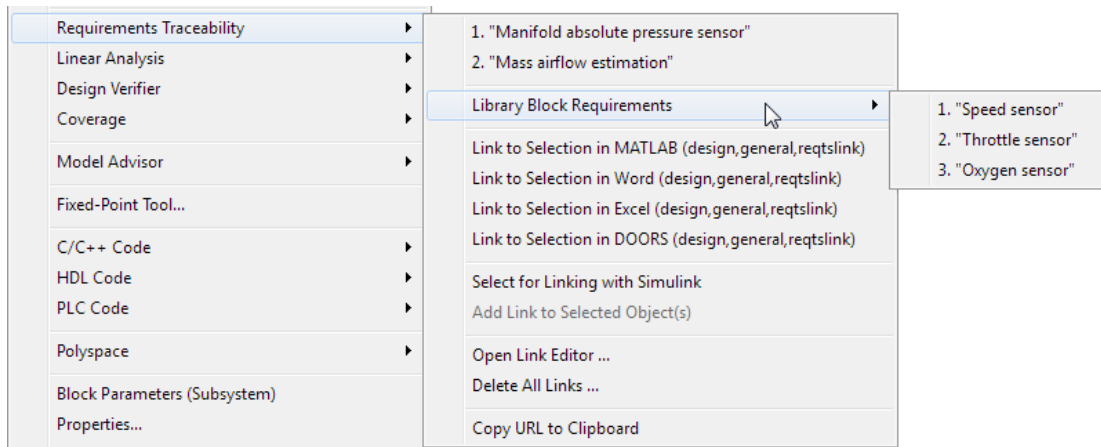 Requirements Traceability
Linear Analysis
Design Verifier
Coverage
Model Advisor
Fixed-Point Tool...
C/C++ Code
HDL Code
PLC Code
Polyspace
Block Parameters (Subsystem)
Properties...
1. "Manifold absolute pressure sensor"
2. "Mass airflow estimation"
Library Block Requirements
Link to Selection in MATLAB (design,general,reqtslink)
Link to Selection in Word (design,general,reqtslink)
Link to Selection in Excel (design,general,reqtslink)
Link to Selection in DOORS (design,general,reqtslink)
Select for Linking with Simulink
Add Link to Selected Object(s)
Open Link Editor ...
Delete All Links ...
Copy URL to Clipboard
1. "Speed sensor"
2. "Throttle sensor"
3. "Oxygen sensor"